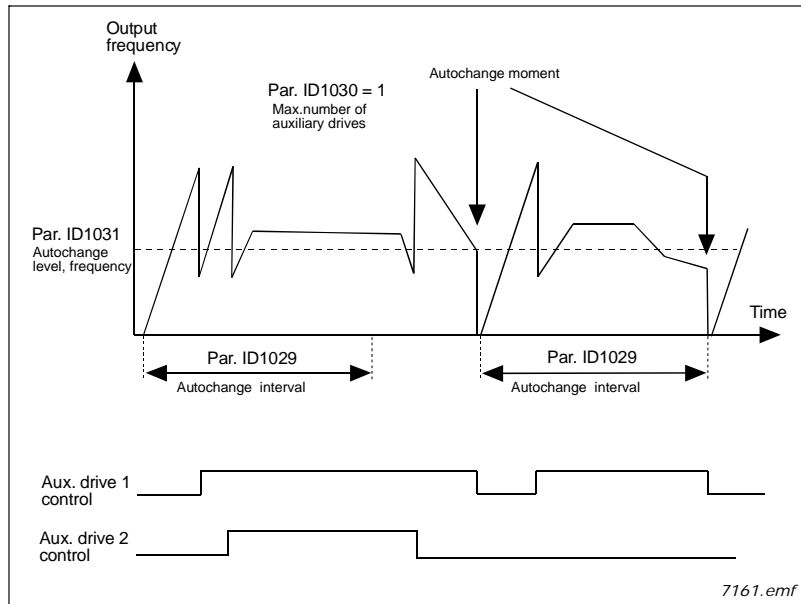 Output
frequency
Autochange moment
Par. ID1030 = 1
Max.number of
auxiliary drives
Par. ID1031
Autochange
level, frequency
Time
Par. ID1029
Autochange interval
Par. ID1029
Autochange interval
Aux. drive 1
control
Aux. drive 2
control
7161.emf